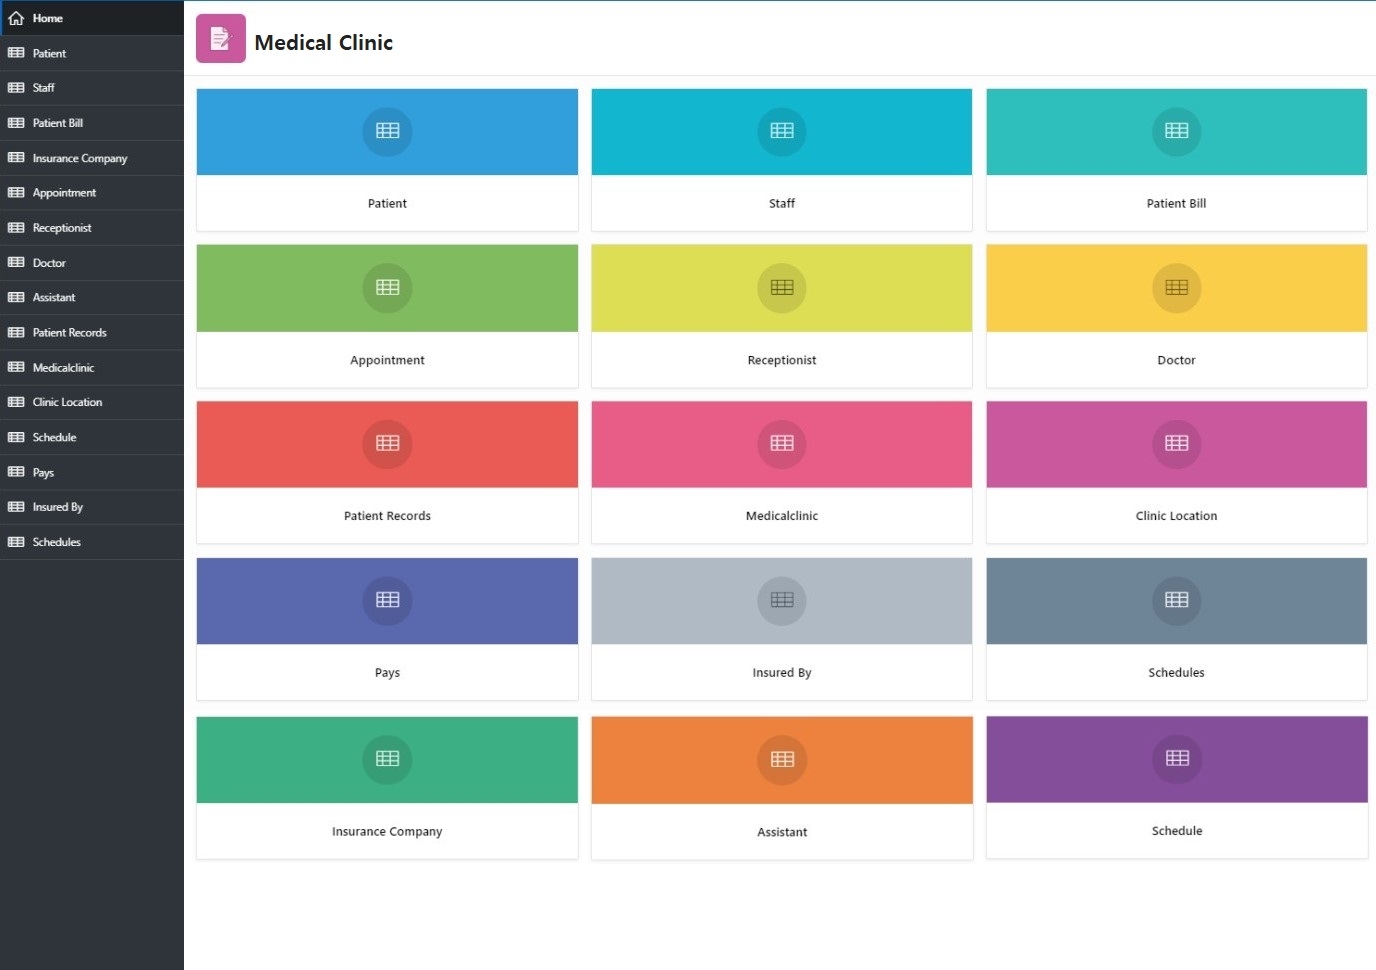 Home
Patient
Staff
Patient Bill
Insurance Company
Appointment
Receptionist
Doctor
Assistant
Patient Records
Medicalclinic
Clinic Location
Schedule
Pays
Insured By
Schedules
Medical Clinic
Patient
Staff
Patient Bill
Appointment
Receptionist
Doctor
Patient Records
Medicalclinic
Clinic Location
Pays
Insured By
Schedules
Insurance Company
Assistant
Schedule